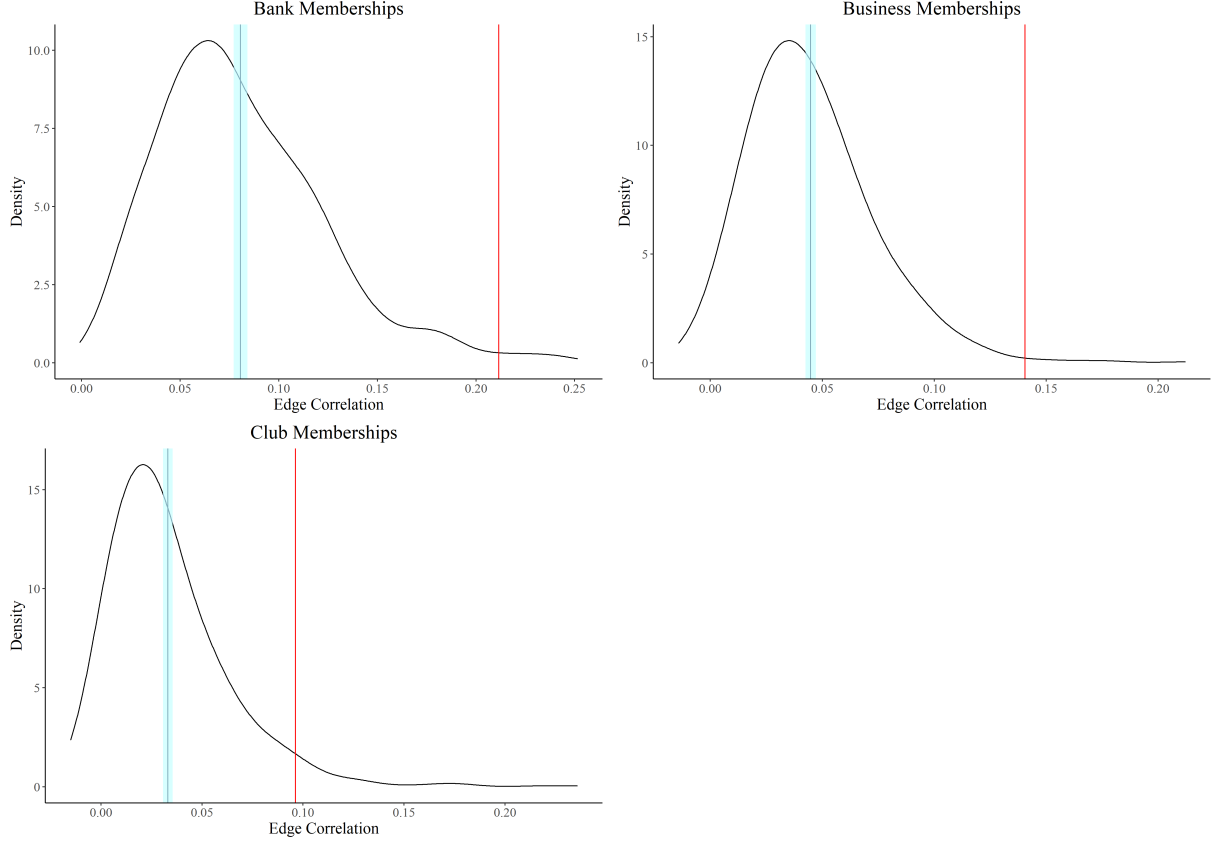 Bank Memberships
Density
10.0
7.5
5.0
2.5
0.0
0.00 0.05 0.10 0.15 0.20 0.25
Edge Correlation
Business Memberships
Density
15
10
5
0
0.00 0.05 0.10 0.15 0.20
Edge Correlation
Club Memberships
Density
15
10
5
0
0.00 0.05 0.10 0.15 0.20
Edge Correlation